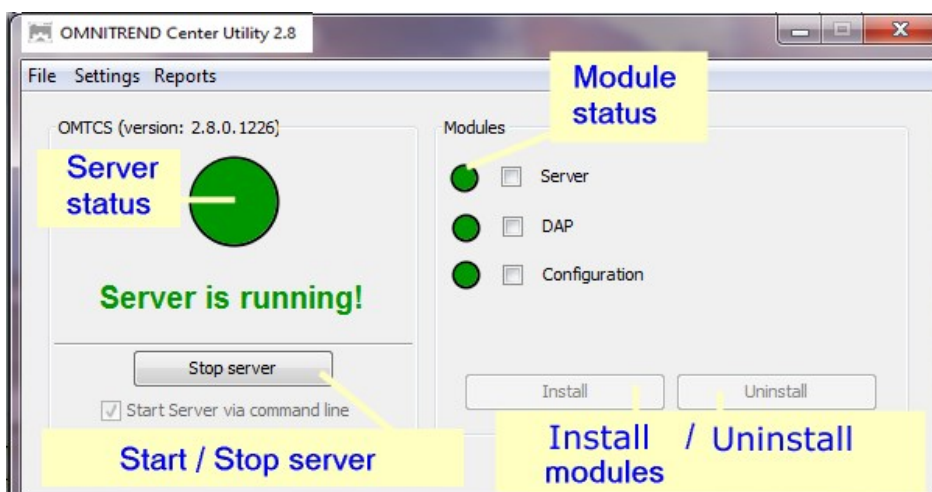 OMNITREND Center Utility 2.8
File Settings Reports
OMTCS (version: 2.8.0.1226)
Server
status
Server is running!
Stop server
Start Server via command line
Start / Stop server
Modules
Module
status
Server
DAP
Configuration
Install
Uninstall
Install / Uninstall
modules